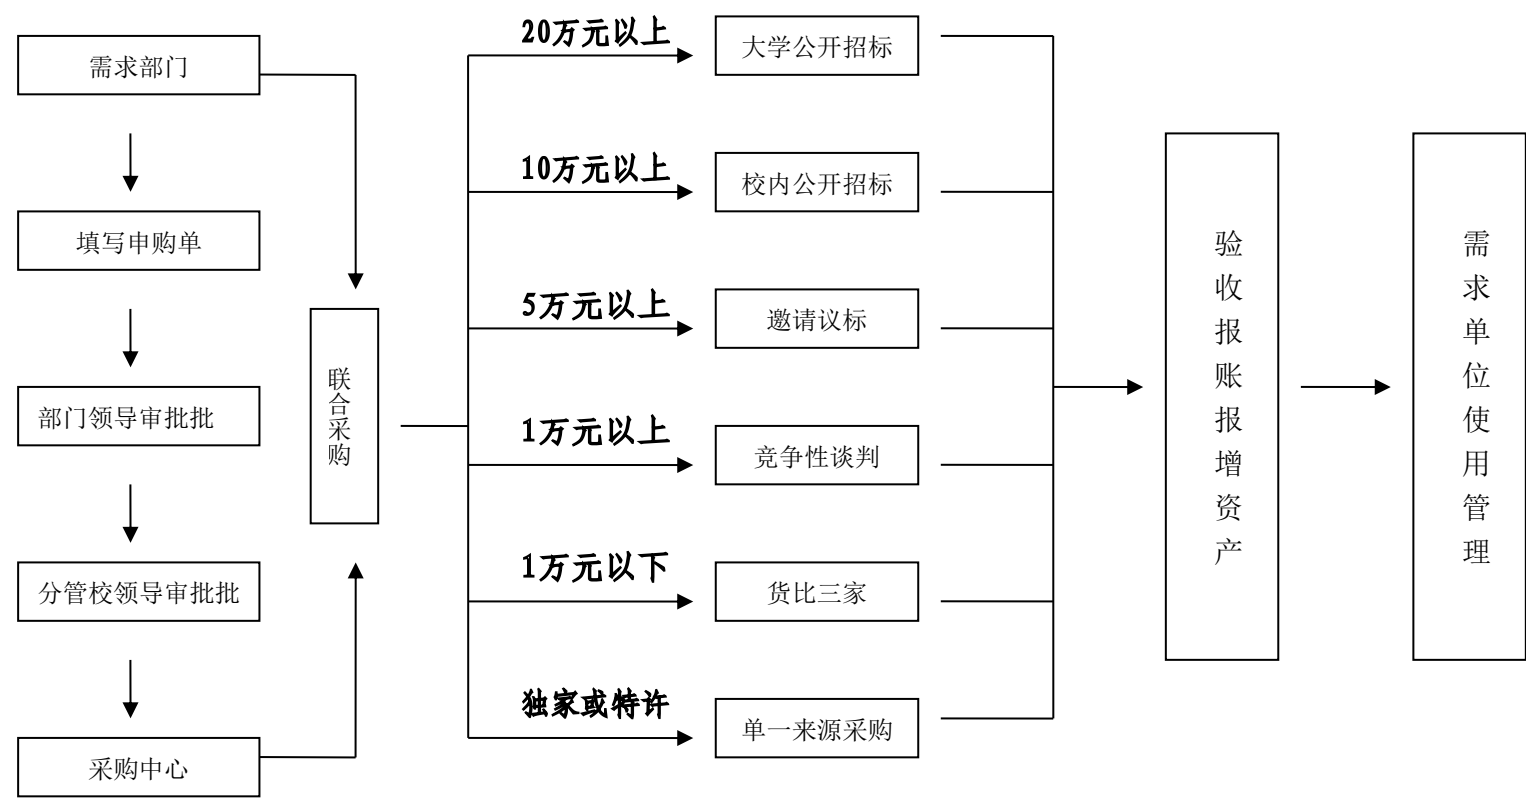 需求部门
填写申购单
部门领导审批批
分管校领导审批批
采购中心
联合采购
20万元以上
大学公开招标
10万元以上
校内公开招标
5万元以上
邀请议标
1万元以上
竞争性谈判
1万元以下
货比三家
独家或特许
单一来源采购
验收报账报增资产
需求单位使用管理